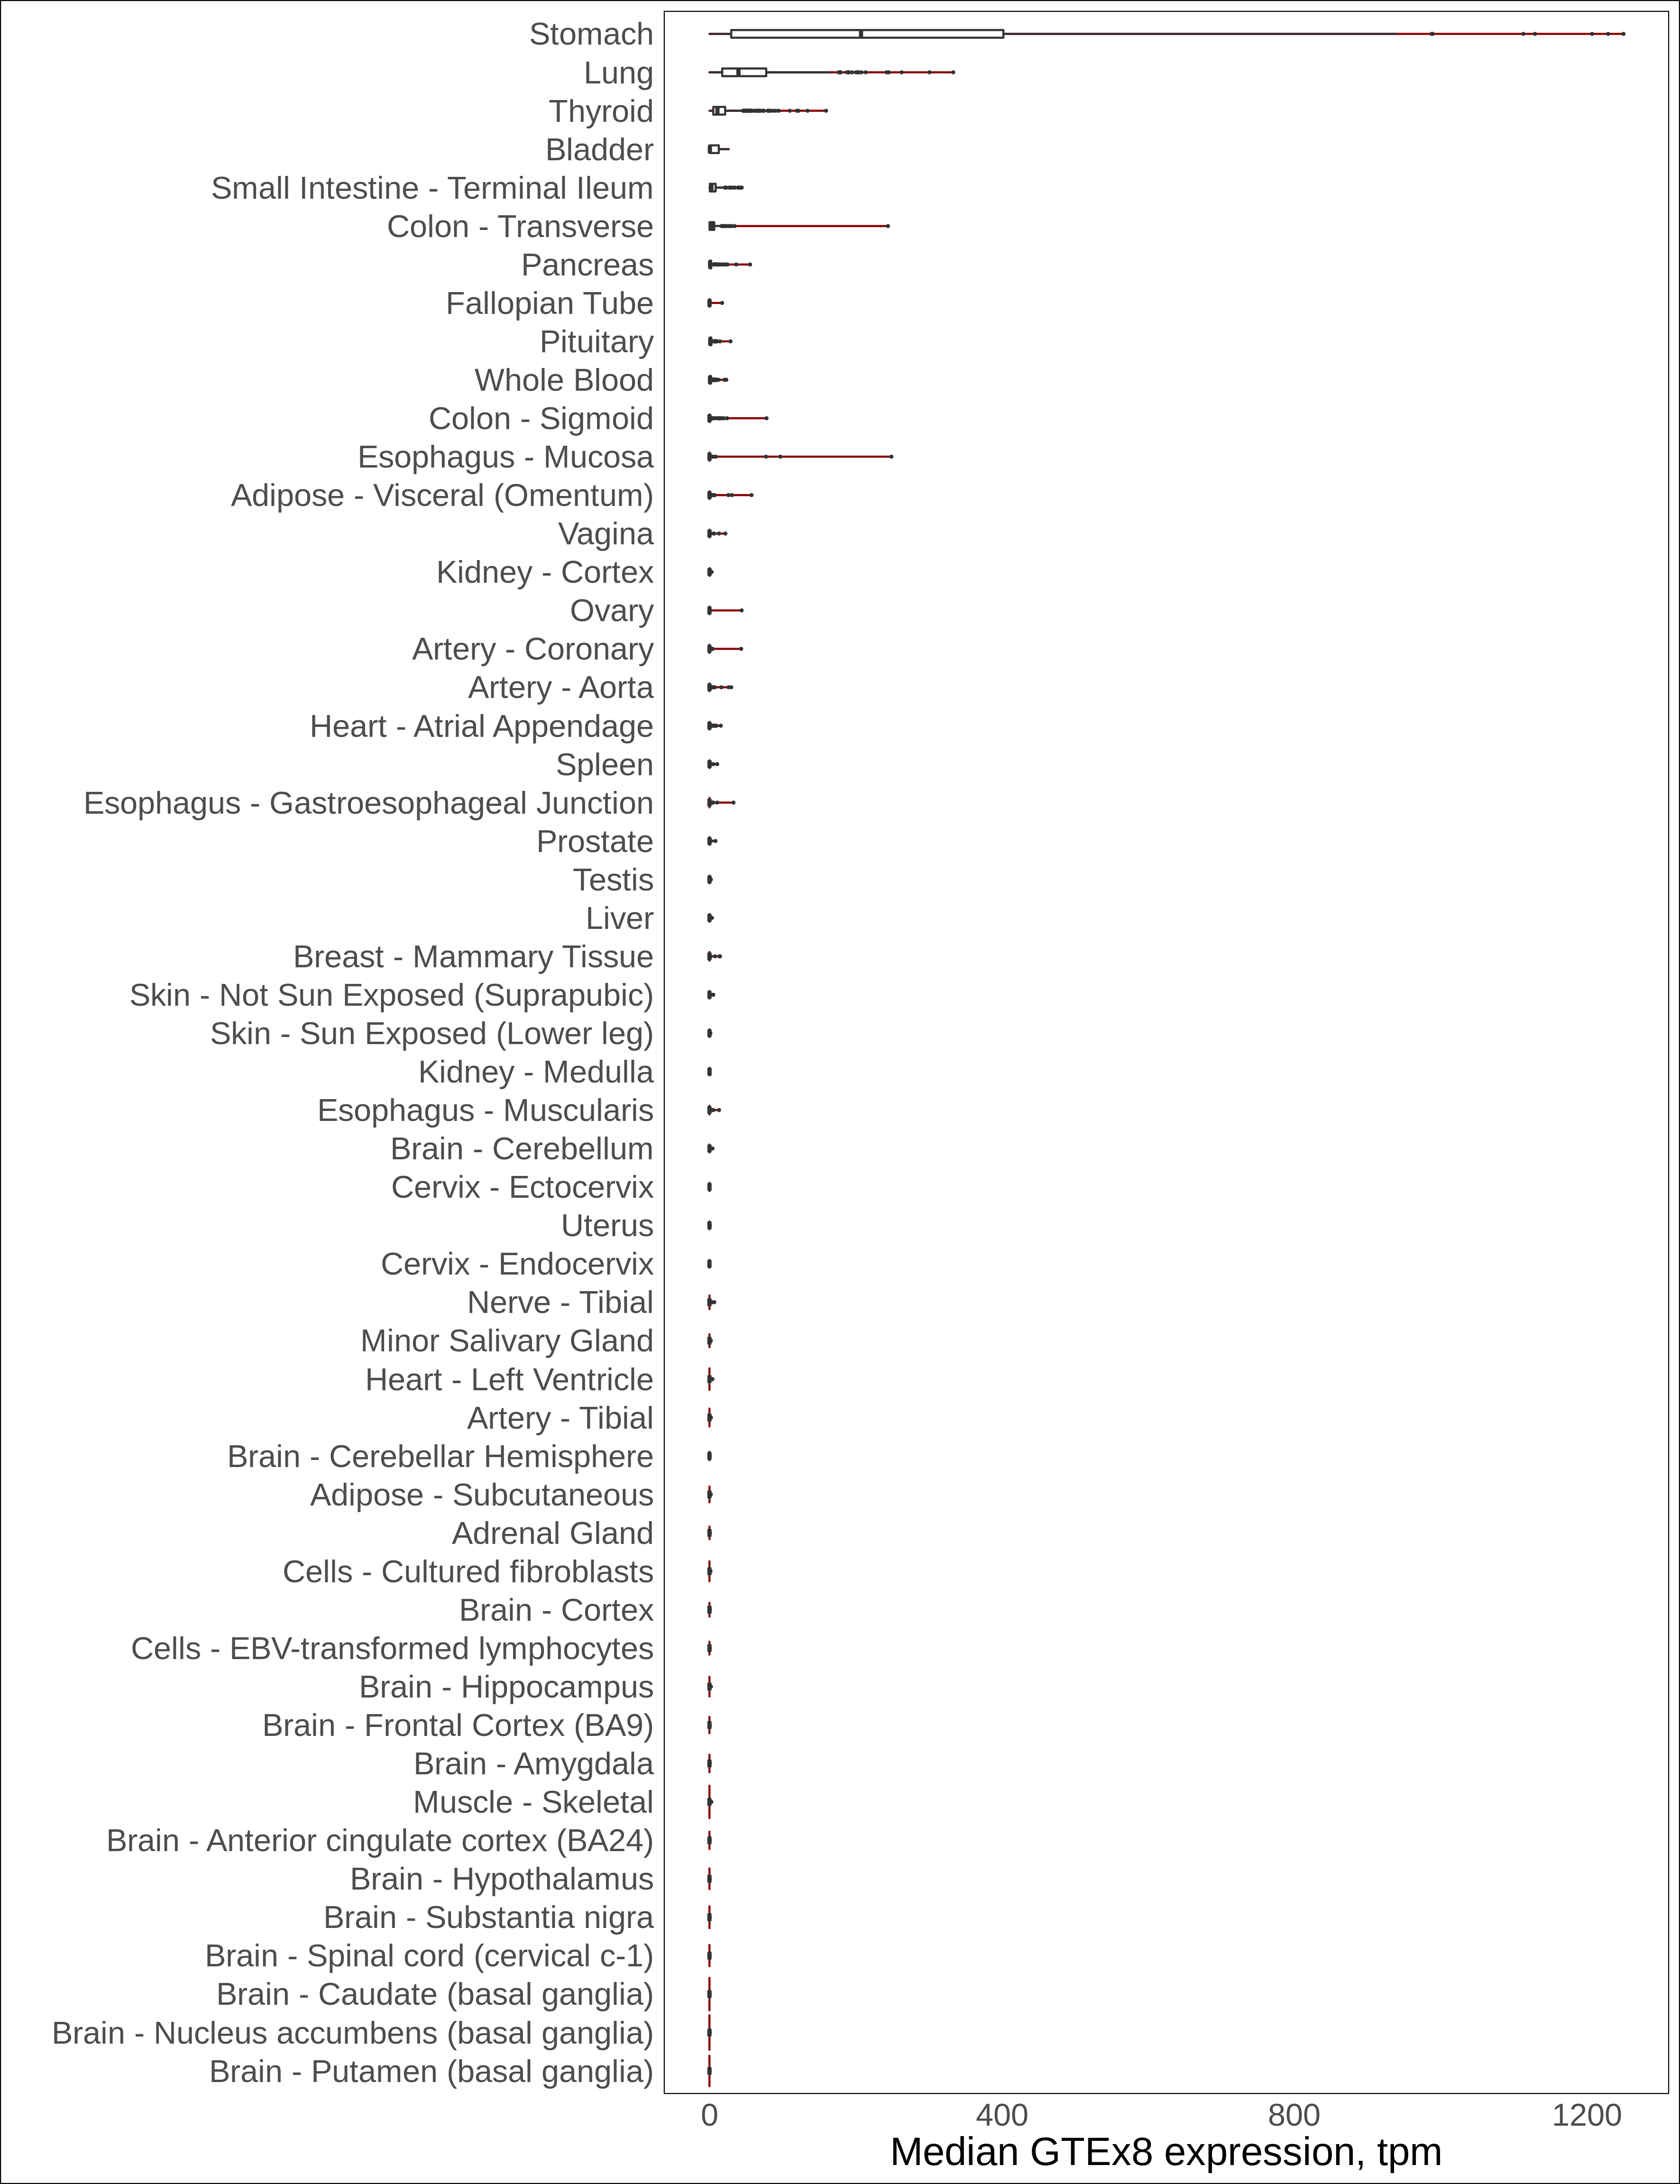 Stomach
Lung
Thyroid
Bladder
Small Intestine - Terminal Ileum
Colon - Transverse
Pancreas
Fallopian Tube
Pituitary
Whole Blood
Colon - Sigmoid
Esophagus - Mucosa
Adipose - Visceral (Omentum)
Vagina
Kidney - Cortex
Ovary
Artery - Coronary
Artery - Aorta
Heart - Atrial Appendage
Spleen
Esophagus - Gastroesophageal Junction
Prostate
Testis
Liver
Breast - Mammary Tissue
Skin - Not Sun Exposed (Suprapubic)
Skin - Sun Exposed (Lower leg)
Kidney - Medulla
Esophagus - Muscularis
Brain - Cerebellum
Cervix - Ectocervix
Uterus
Cervix - Endocervix
Nerve - Tibial
Minor Salivary Gland
Heart - Left Ventricle
Artery - Tibial
Brain - Cerebellar Hemisphere
Adipose - Subcutaneous
Adrenal Gland
Cells - Cultured fibroblasts
Brain - Cortex
Cells - EBV-transformed lymphocytes
Brain - Hippocampus
Brain - Frontal Cortex (BA9)
Brain - Amygdala
Muscle - Skeletal
Brain - Anterior cingulate cortex (BA24)
Brain - Hypothalamus
Brain - Substantia nigra
Brain - Spinal cord (cervical c-1)
Brain - Caudate (basal ganglia)
Brain - Nucleus accumbens (basal ganglia)
Brain - Putamen (basal ganglia)
0 400 800 1200
Median GTEx8 expression, tpm